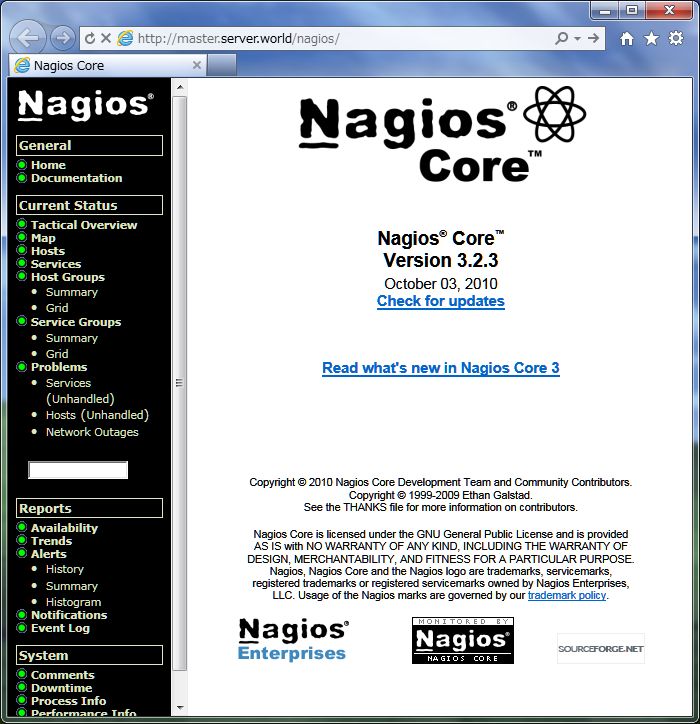 http://master.server.world/nagios/
Nagios Core
Nagios®
General
Home
Documentation
Current Status
Tactical Overview
Map
Hosts
Services
Host Groups
Summary
Grid
Service Groups
Summary
Grid
Problems
Services
(Unhandled)
Hosts (Unhandled)
Network Outages
Reports
Availability
Trends
Alerts
History
Summary
Histogram
Notifications
Event Log
System
Comments
Downtime
Process Info
Performance Info
Nagios®
Core™
Nagios® Core™
Version 3.2.3
October 03, 2010
Check for updates
Read what's new in Nagios Core 3
Copyright © 2010 Nagios Core Development Team and Community Contributors.
Copyright © 1999-2009 Ethan Galstad.
See the THANKS file for more information on contributors.
Nagios Core is licensed under the GNU General Public License and is provided
AS IS with NO WARRANTY OF ANY KIND, INCLUDING THE WARRANTY OF
DESIGN, MERCHANTABILITY, AND FITNESS FOR A PARTICULAR PURPOSE.
Nagios, Nagios Core and the Nagios logo are trademarks, servicemarks,
registered trademarks or registered servicemarks owned by Nagios Enterprises,
LLC. Usage of the Nagios marks are governed by our trademark policy.
Nagios®
Enterprises
MONITORED BY
Nagios®
NAGIOS CORE
SOURCEFORGE.NET